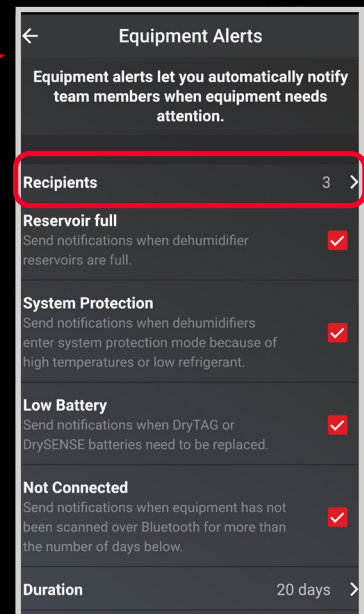 Equipment Alerts
Equipment alerts let you automatically notify
team members when equipment needs
attention.
Recipients 3
Reservoir full
Send notifications when dehumidifier
reservoirs are full.
System Protection
Send notifications when dehumidifiers
enter system protection mode because of
high temperatures or low refrigerant.
Low Battery
Send notifications when DryTAG or
DrySENSE batteries need to be replaced.
Not Connected
Send notifications when equipment has not
been scanned over Bluetooth for more than
the number of days below.
Duration 20 days